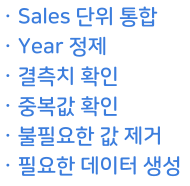 · Sales 단위 통합
· Year 정제
· 결측치 확인
· 중복값 확인
· 불필요한 값 제거
· 필요한 데이터 생성